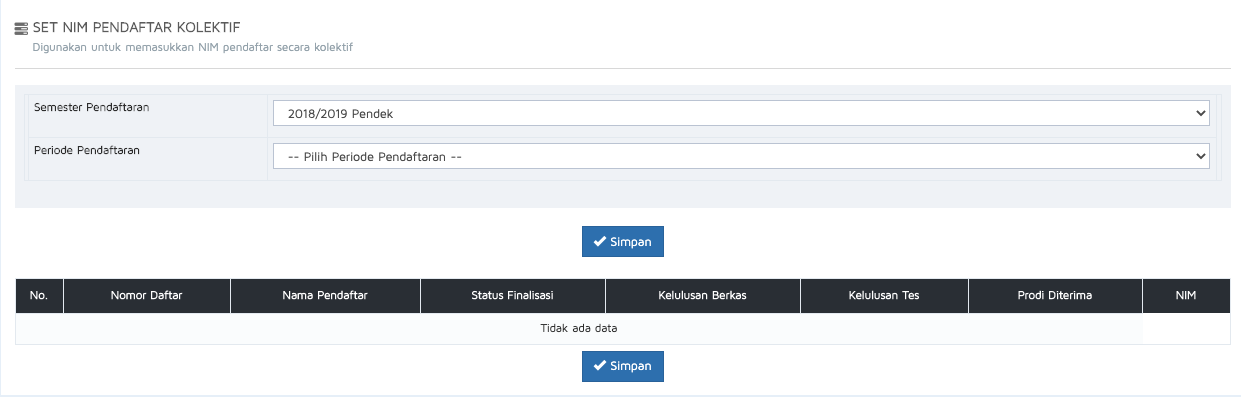 SET NIM PENDAFTAR KOLEKTIF
Digunakan untuk memasukkan NIM pendaftar secara kolektif
Semester Pendaftaran
2018/2019 Pendek
Periode Pendaftaran
-- Pilih Periode Pendaftaran --
Simpan
No. Nomor Daftar Nama Pendaftar Status Finalisasi Kelulusan Berkas Kelulusan Tes Prodi Diterima NIM
Tidak ada data
Simpan